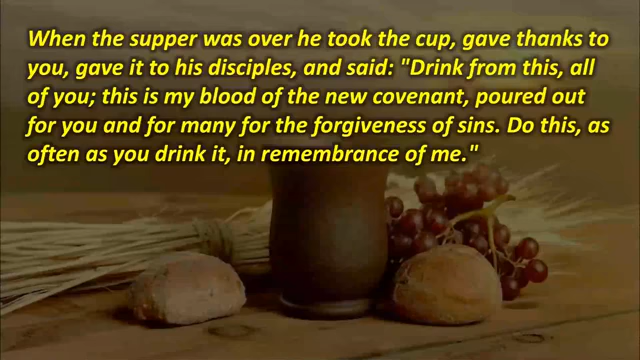 When the supper was over he took the cup, gave thanks to
you, gave it to his disciples, and said: "Drink from this, all
of you; this is my blood of the new covenant, poured out
for you and for many for the forgiveness of sins. Do this, as
often as you drink it, in remembrance of me."